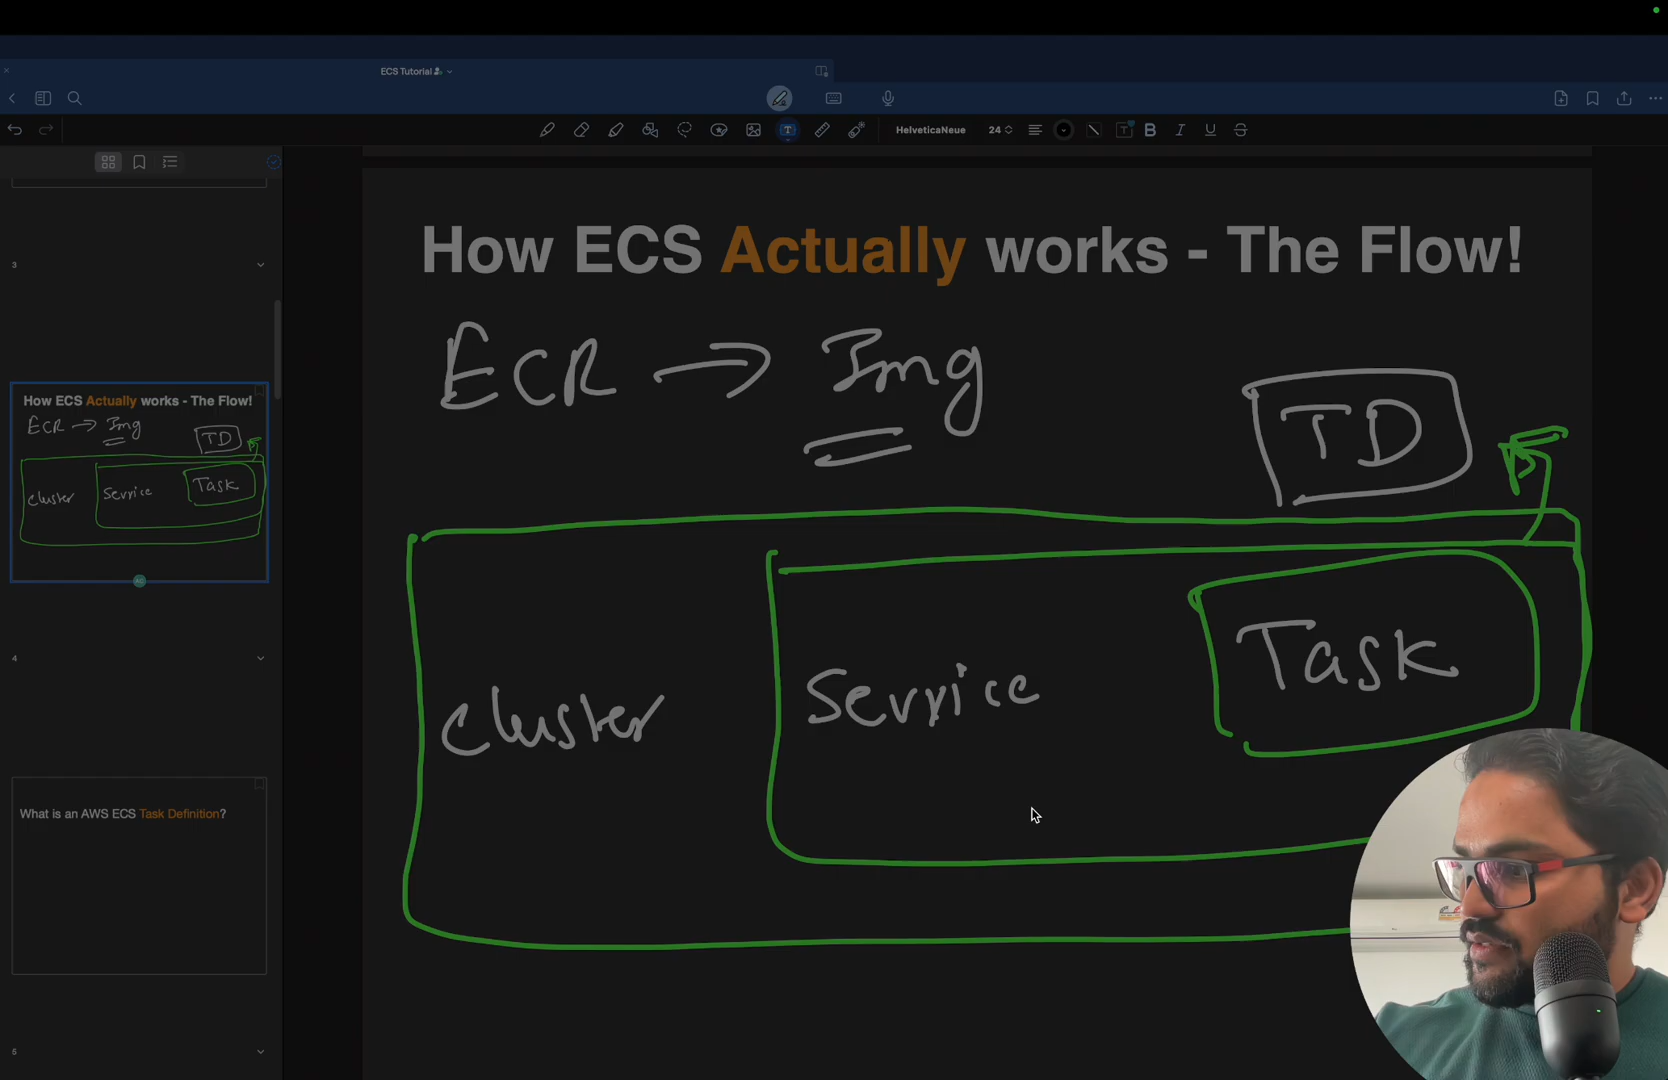 ECS Tutorial
HelveticaNeue
24
3
How ECS Actually works - The Flow!
ECR → Img
TD
Cluster
Service
Task
4
What is an AWS ECS Task Definition?
5
How ECS Actually works - The Flow!
ECR → Img
TD
Cluster
Service
Task